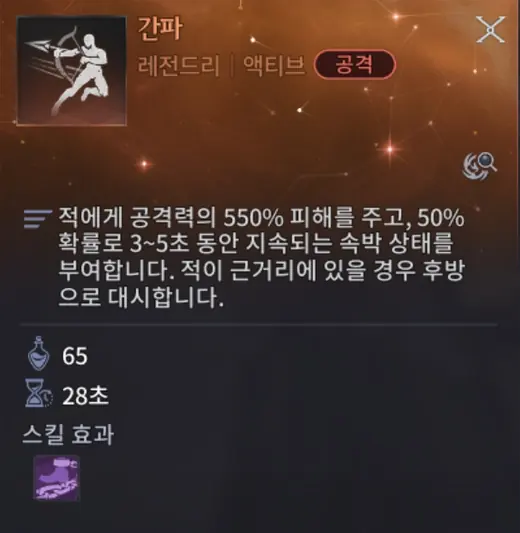 간파
레전드리 | 액티브 공격
적에게 공격력의 550% 피해를 주고, 50%
확률로 3~5초 동안 지속되는 속박 상태를
부여합니다. 적이 근거리에 있을 경우 후방
으로 대시합니다.
65
28초
스킬 효과